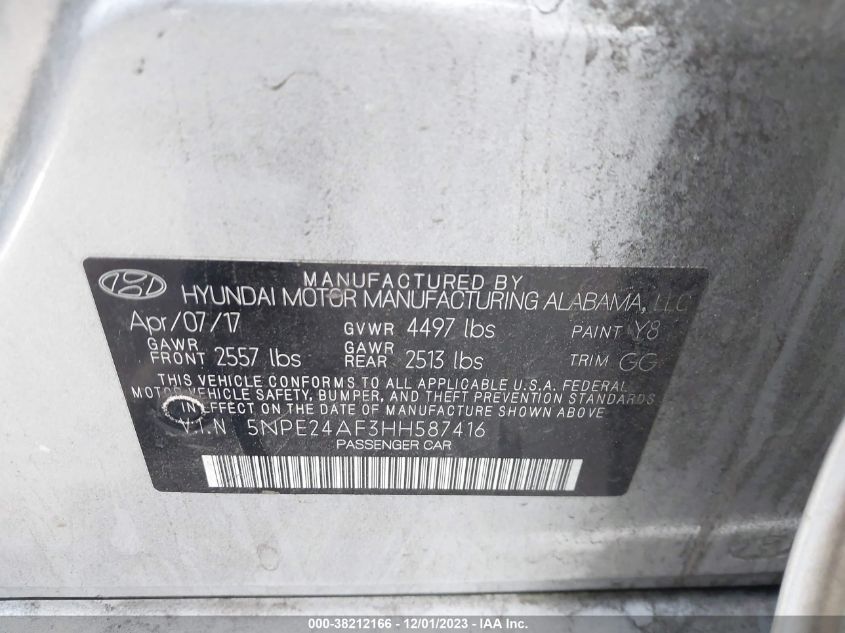 MANUFACTURED BY
HYUNDAI MOTOR MANUFACTURING ALABAMA, LLC
Apr/07/17 GVWR 4497 lbs PAINT Y8
GAWR FRONT 2557 lbs GAWR REAR 2513 lbs TRIM GG
THIS VEHICLE CONFORMS TO ALL APPLICABLE U.S.A. FEDERAL
MOTOR VEHICLE SAFETY, BUMPER, AND THEFT PREVENTION STANDARDS
IN EFFECT ON THE DATE OF MANUFACTURE SHOWN ABOVE
V.I.N 5NPE24AF3HH587416
PASSENGER CAR
000-38212166 - 12/01/2023 - IAA Inc.